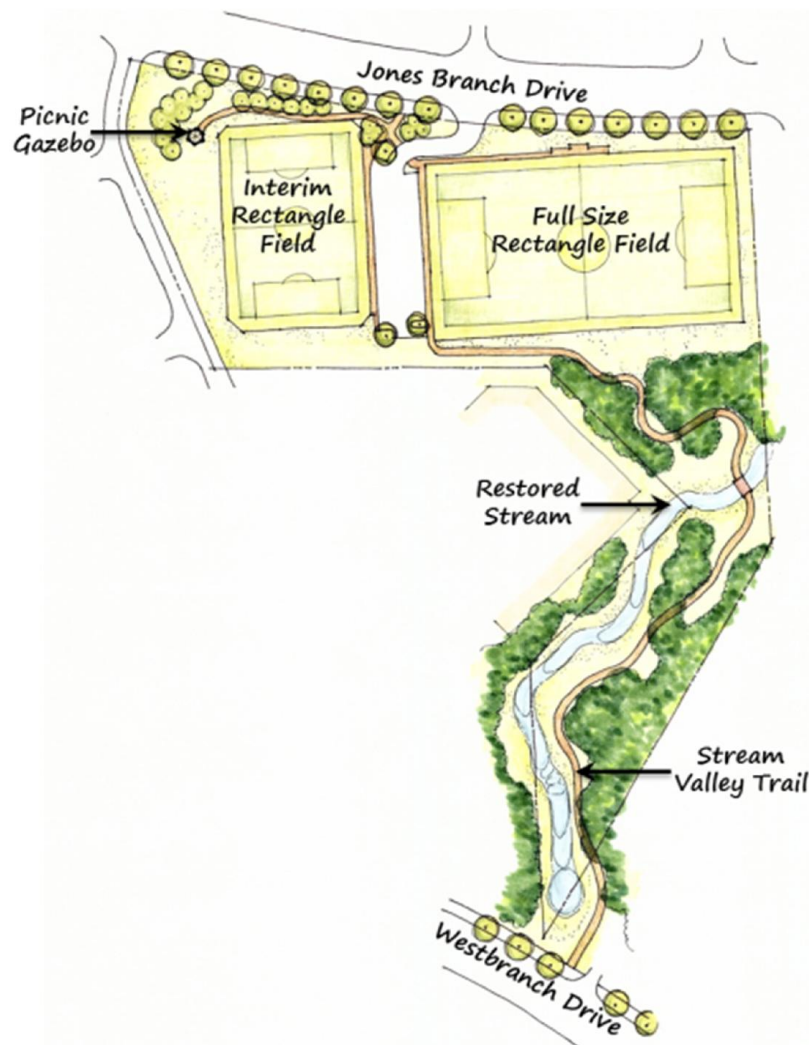 Jones Branch Drive
Picnic
Gazebo
Interim
Rectangle
Field
Full Size
Rectangle Field
Restored
Stream
Stream
Valley Trail
Westbranch Drive